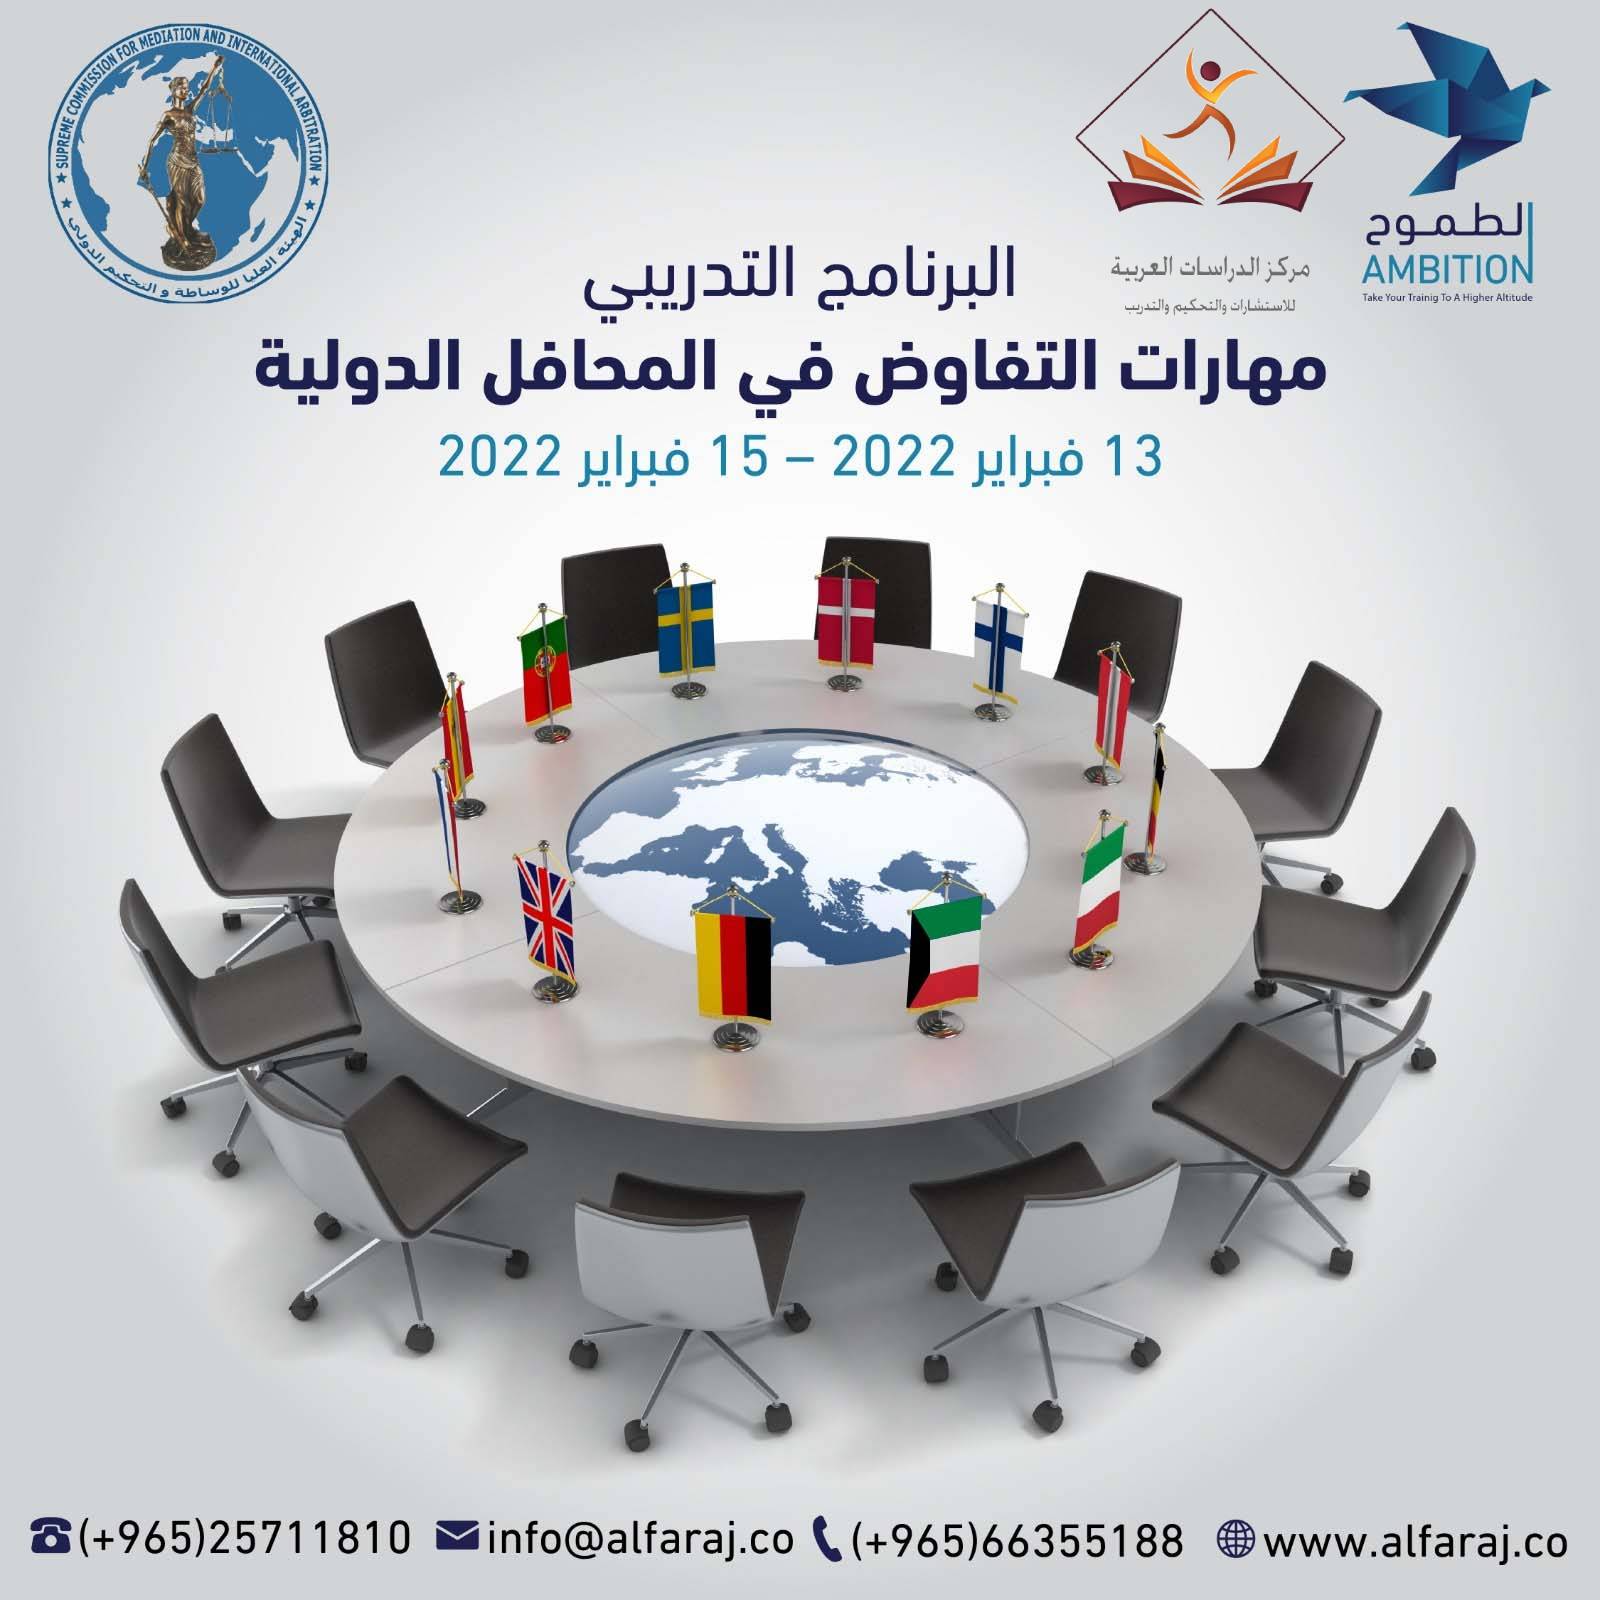 SUPREME COMMISSION FOR MEDIATION AND INTERNATIONAL ARBITRATION
الهيئة العليا للوساطة و التحكيم الدولى
مركز الدراسات العربية
للاستشارات والتحكيم والتدريب
الطموح
AMBITION
Take Your Trainig To A Higher Altitude
البرنامج التدريبي
مهارات التفاوض في المحافل الدولية
13 فبراير 2022 – 15 فبراير 2022
(+965)25711810 info@alfaraj.co (+965)66355188 www.alfaraj.co